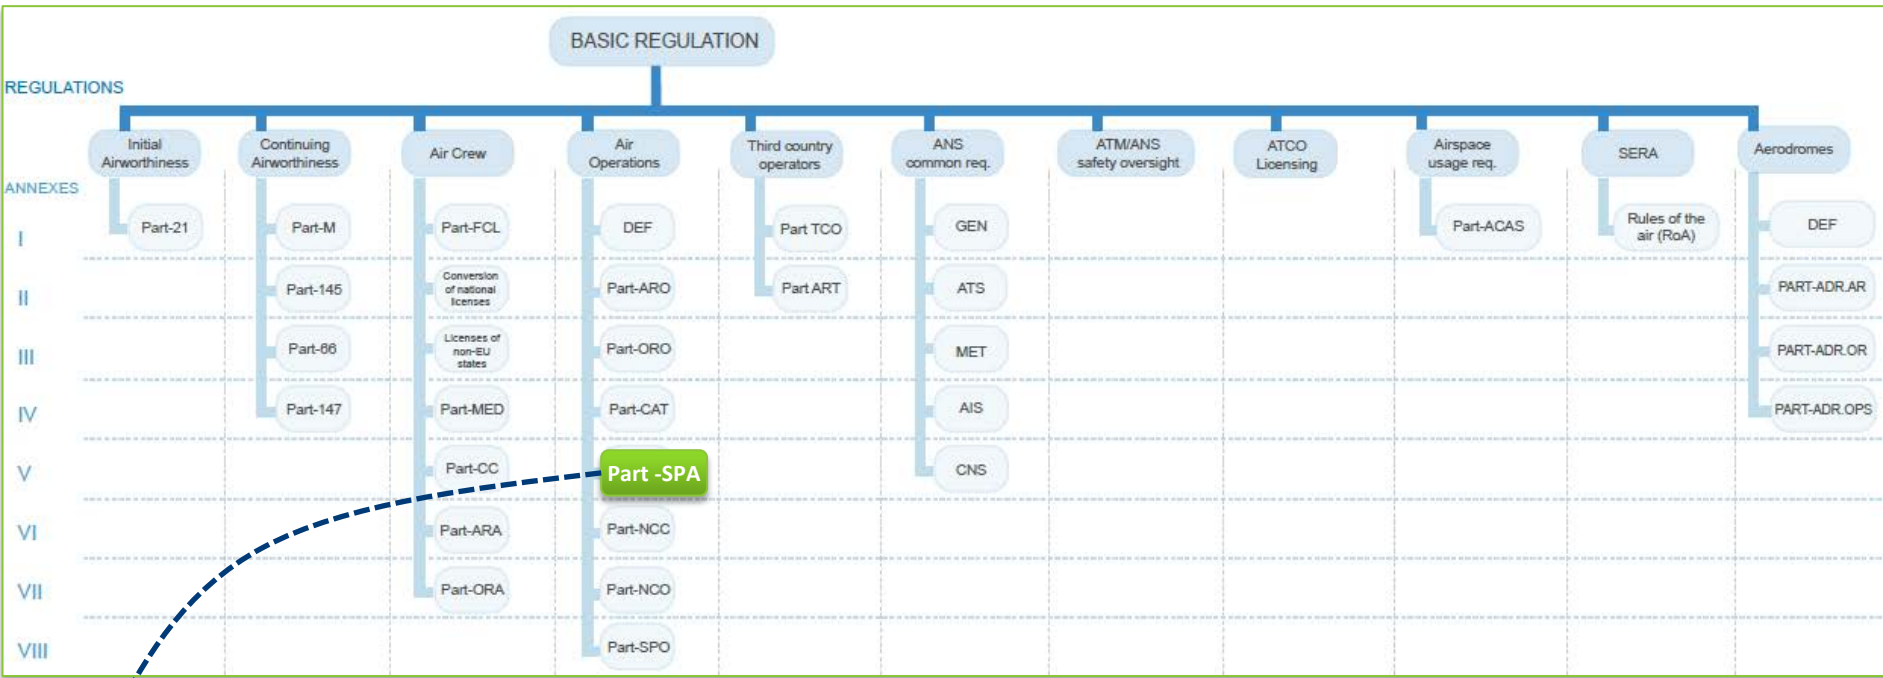 BASIC REGULATION
REGULATIONS
Initial
Airworthiness
Continuing
Airworthiness
Air Crew
Air
Operations
Third country
operators
ANS
common req.
ATM/ANS
safety oversight
ATCO
Licensing
Airspace
usage req.
SERA
Aerodromes
ANNEXES
I
Part-21
Part-M
Part-FCL
DEF
Part TCO
GEN
Part-ACAS
Rules of the
air (RoA)
DEF
II
Part-145
Conversion
of national
licenses
Part-ARO
Part ART
ATS
PART-ADR.AR
III
Part-66
Licenses of
non-EU
states
Part-ORO
MET
PART-ADR.OR
IV
Part-147
Part-MED
Part-CAT
AIS
PART-ADR.OPS
V
Part-CC
Part -SPA
CNS
VI
Part-ARA
Part-NCC
VII
Part-ORA
Part-NCO
VIII
Part-SPO